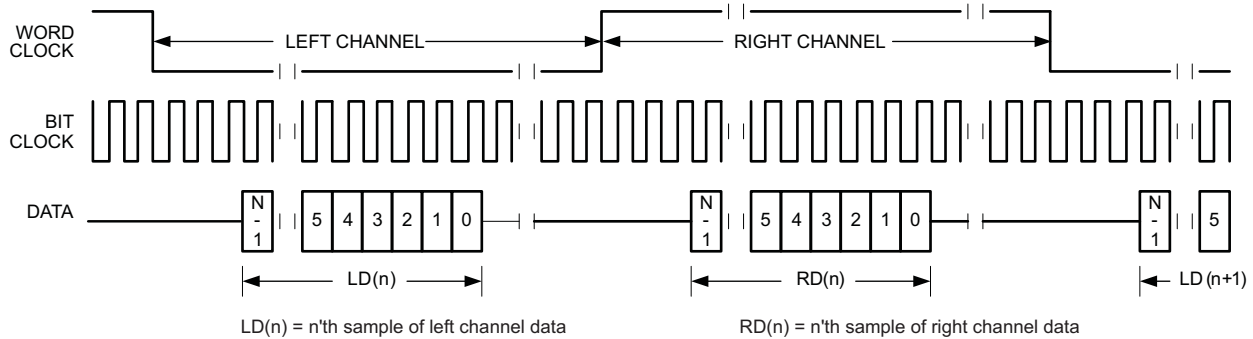 WORD
CLOCK
LEFT CHANNEL
RIGHT CHANNEL
BIT
CLOCK
DATA
N
-
1
5 4 3 2 1 0
N
-
1
5 4 3 2 1 0
N
-
1
5
LD(n)
RD(n)
LD (n+1)
LD(n) = n'th sample of left channel data
RD(n) = n'th sample of right channel data